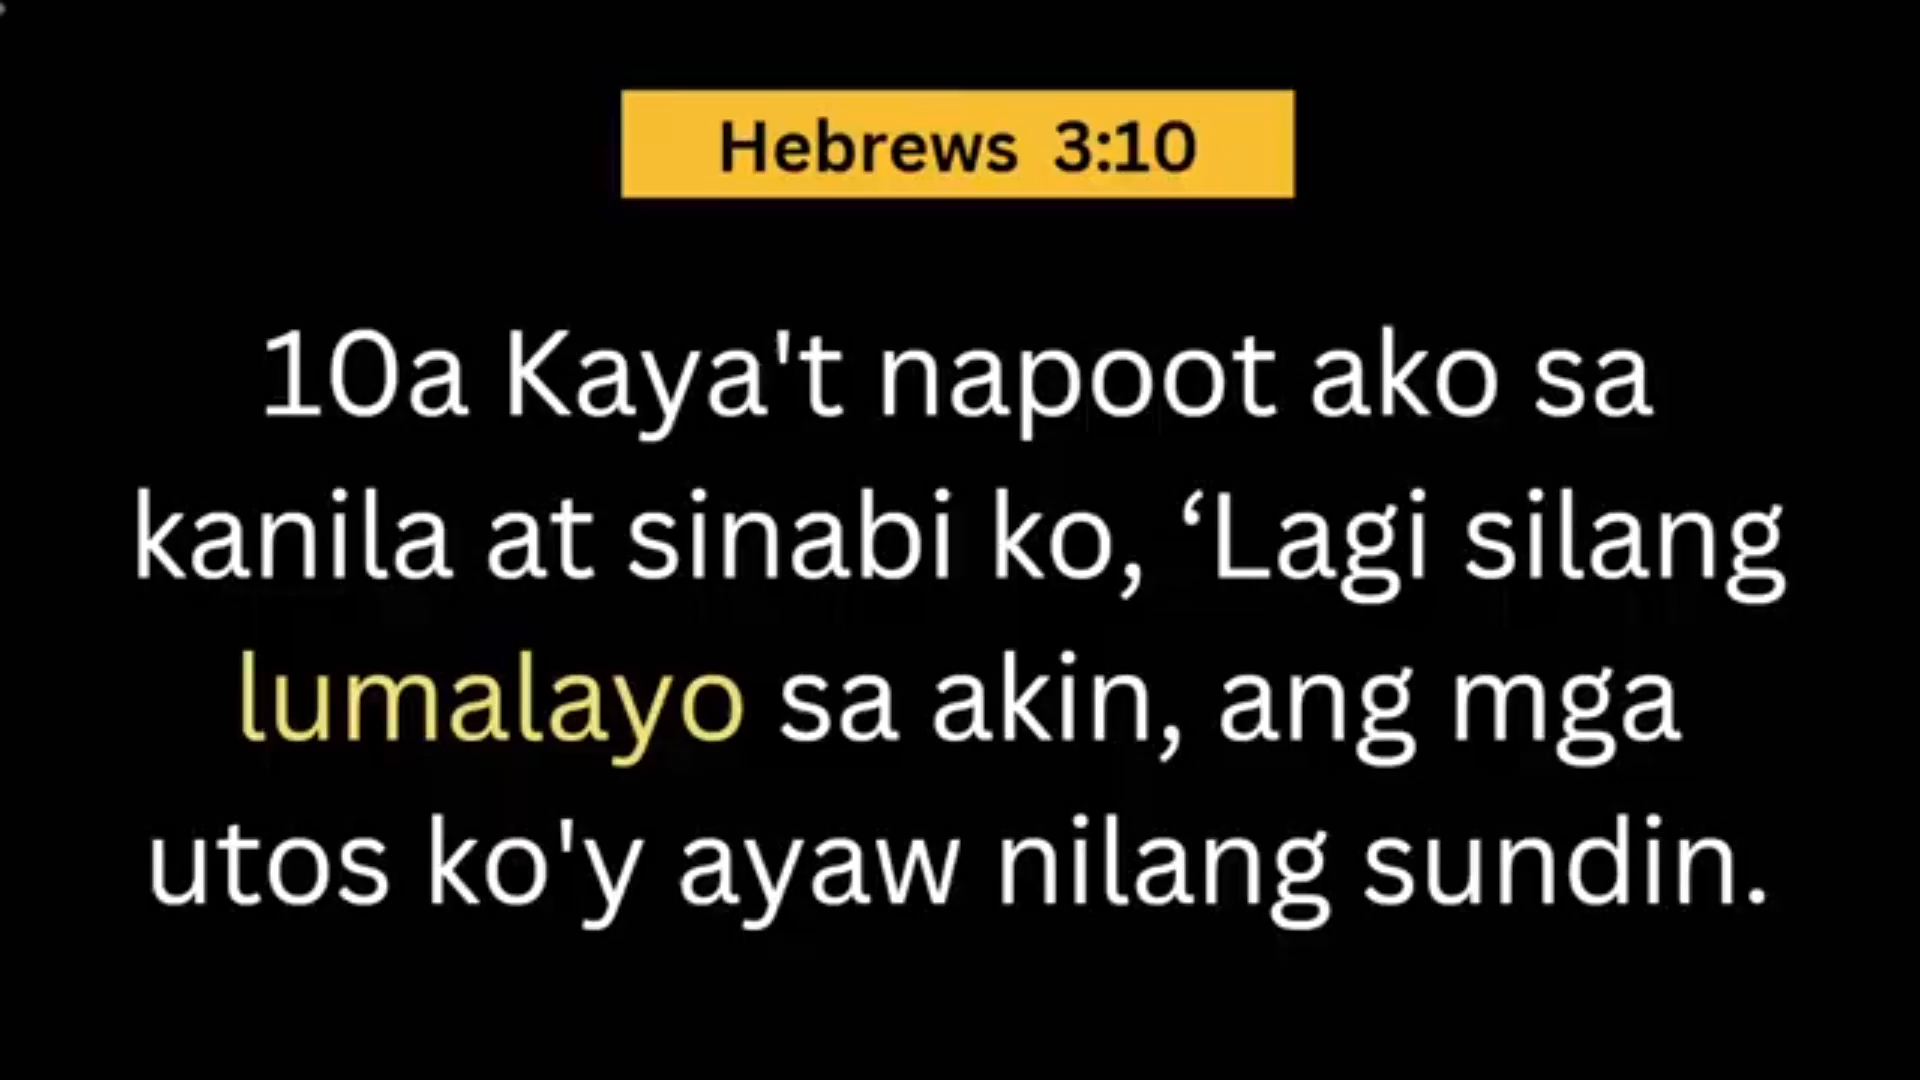 Hebrews 3:10
10a Kaya't napoot ako sa
kanila at sinabi ko, ‘Lagi silang
lumalayo sa akin, ang mga
utos ko'y ayaw nilang sundin.